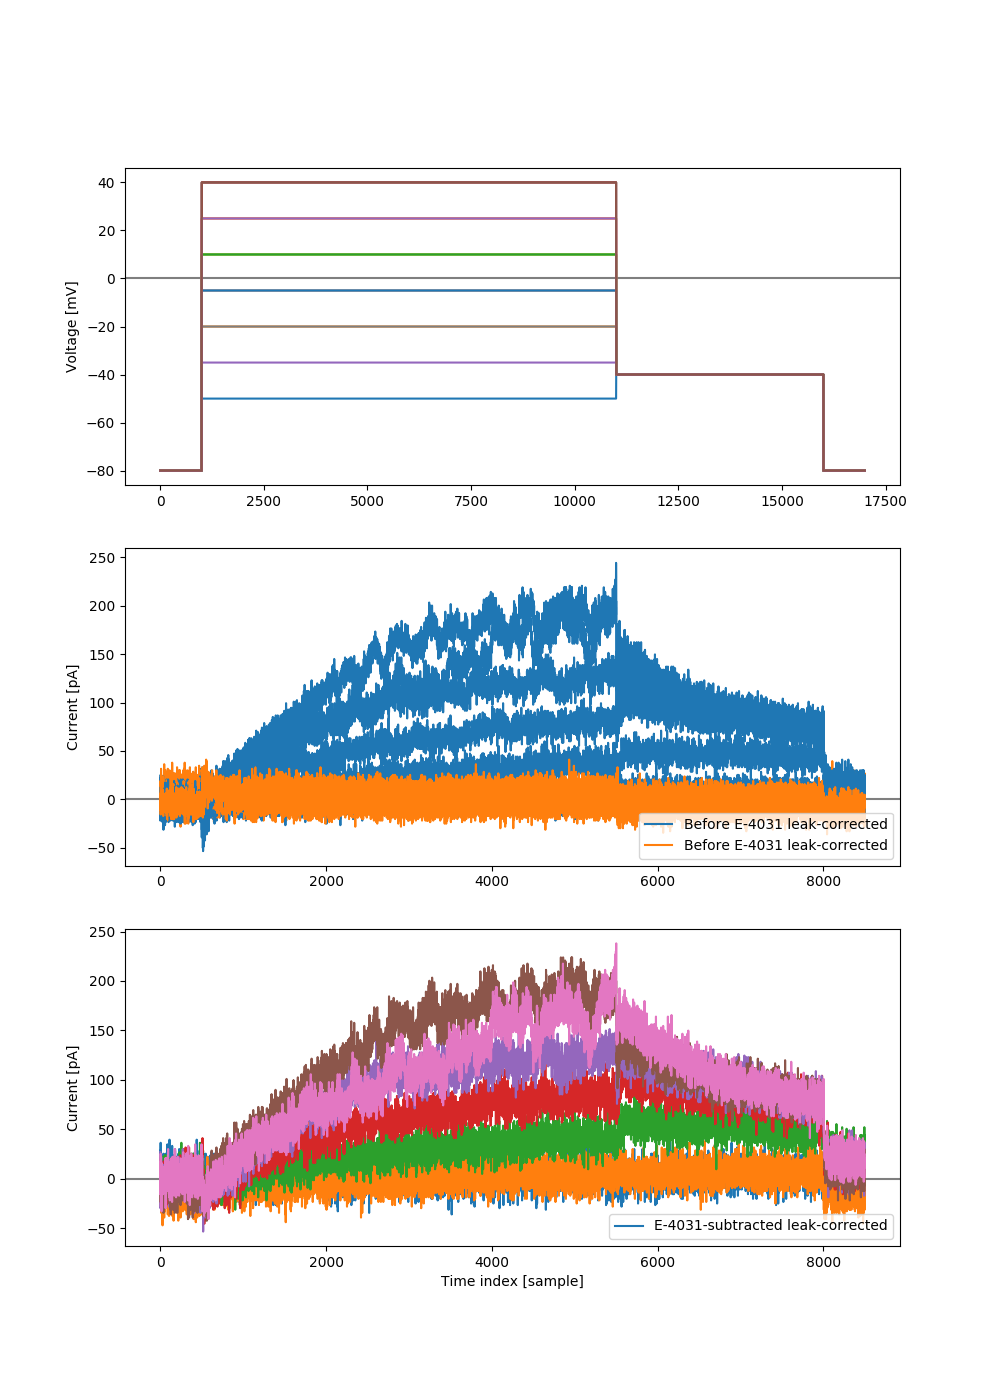 40
20
0
−20
−40
−60
−80
Voltage [mV]
0 2500 5000 7500 10000 12500 15000 17500
250
200
150
100
50
0
−50
Current [pA]
Before E-4031 leak-corrected
Before E-4031 leak-corrected
0 2000 4000 6000 8000
250
200
150
100
50
0
−50
Current [pA]
E-4031-subtracted leak-corrected
0 2000 4000 6000 8000
Time index [sample]